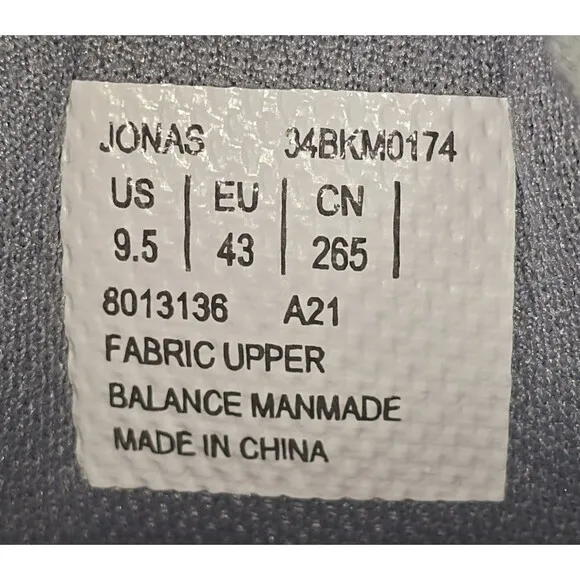 JONAS 34BKM0174
US | EU | CN |
9.5 | 43 | 265 |
8013136 A21
FABRIC UPPER
BALANCE MANMADE
MADE IN CHINA